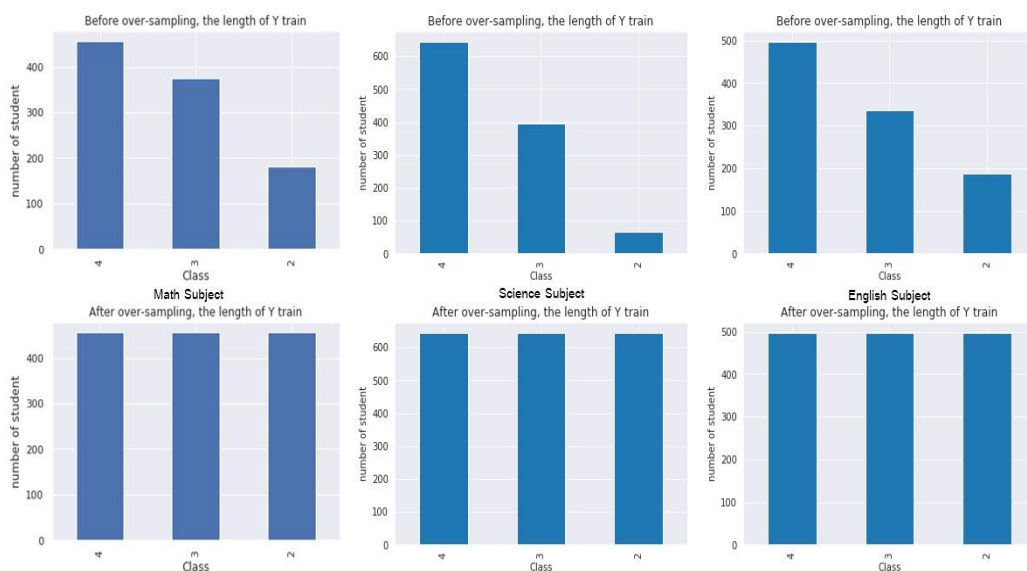 Before over-sampling, the length of Y train
number of student
400
300
200
100
0
4
3
2
Class
Math Subject
Before over-sampling, the length of Y train
number of student
600
500
400
300
200
100
0
4
3
2
Class
Science Subject
Before over-sampling, the length of Y train
number of student
500
400
300
200
100
0
4
3
2
Class
English Subject
After over-sampling, the length of Y train
number of student
400
300
200
100
0
4
3
2
Class
After over-sampling, the length of Y train
number of student
600
500
400
300
200
100
0
4
3
2
Class
After over-sampling, the length of Y train
number of student
500
400
300
200
100
0
4
3
2
Class